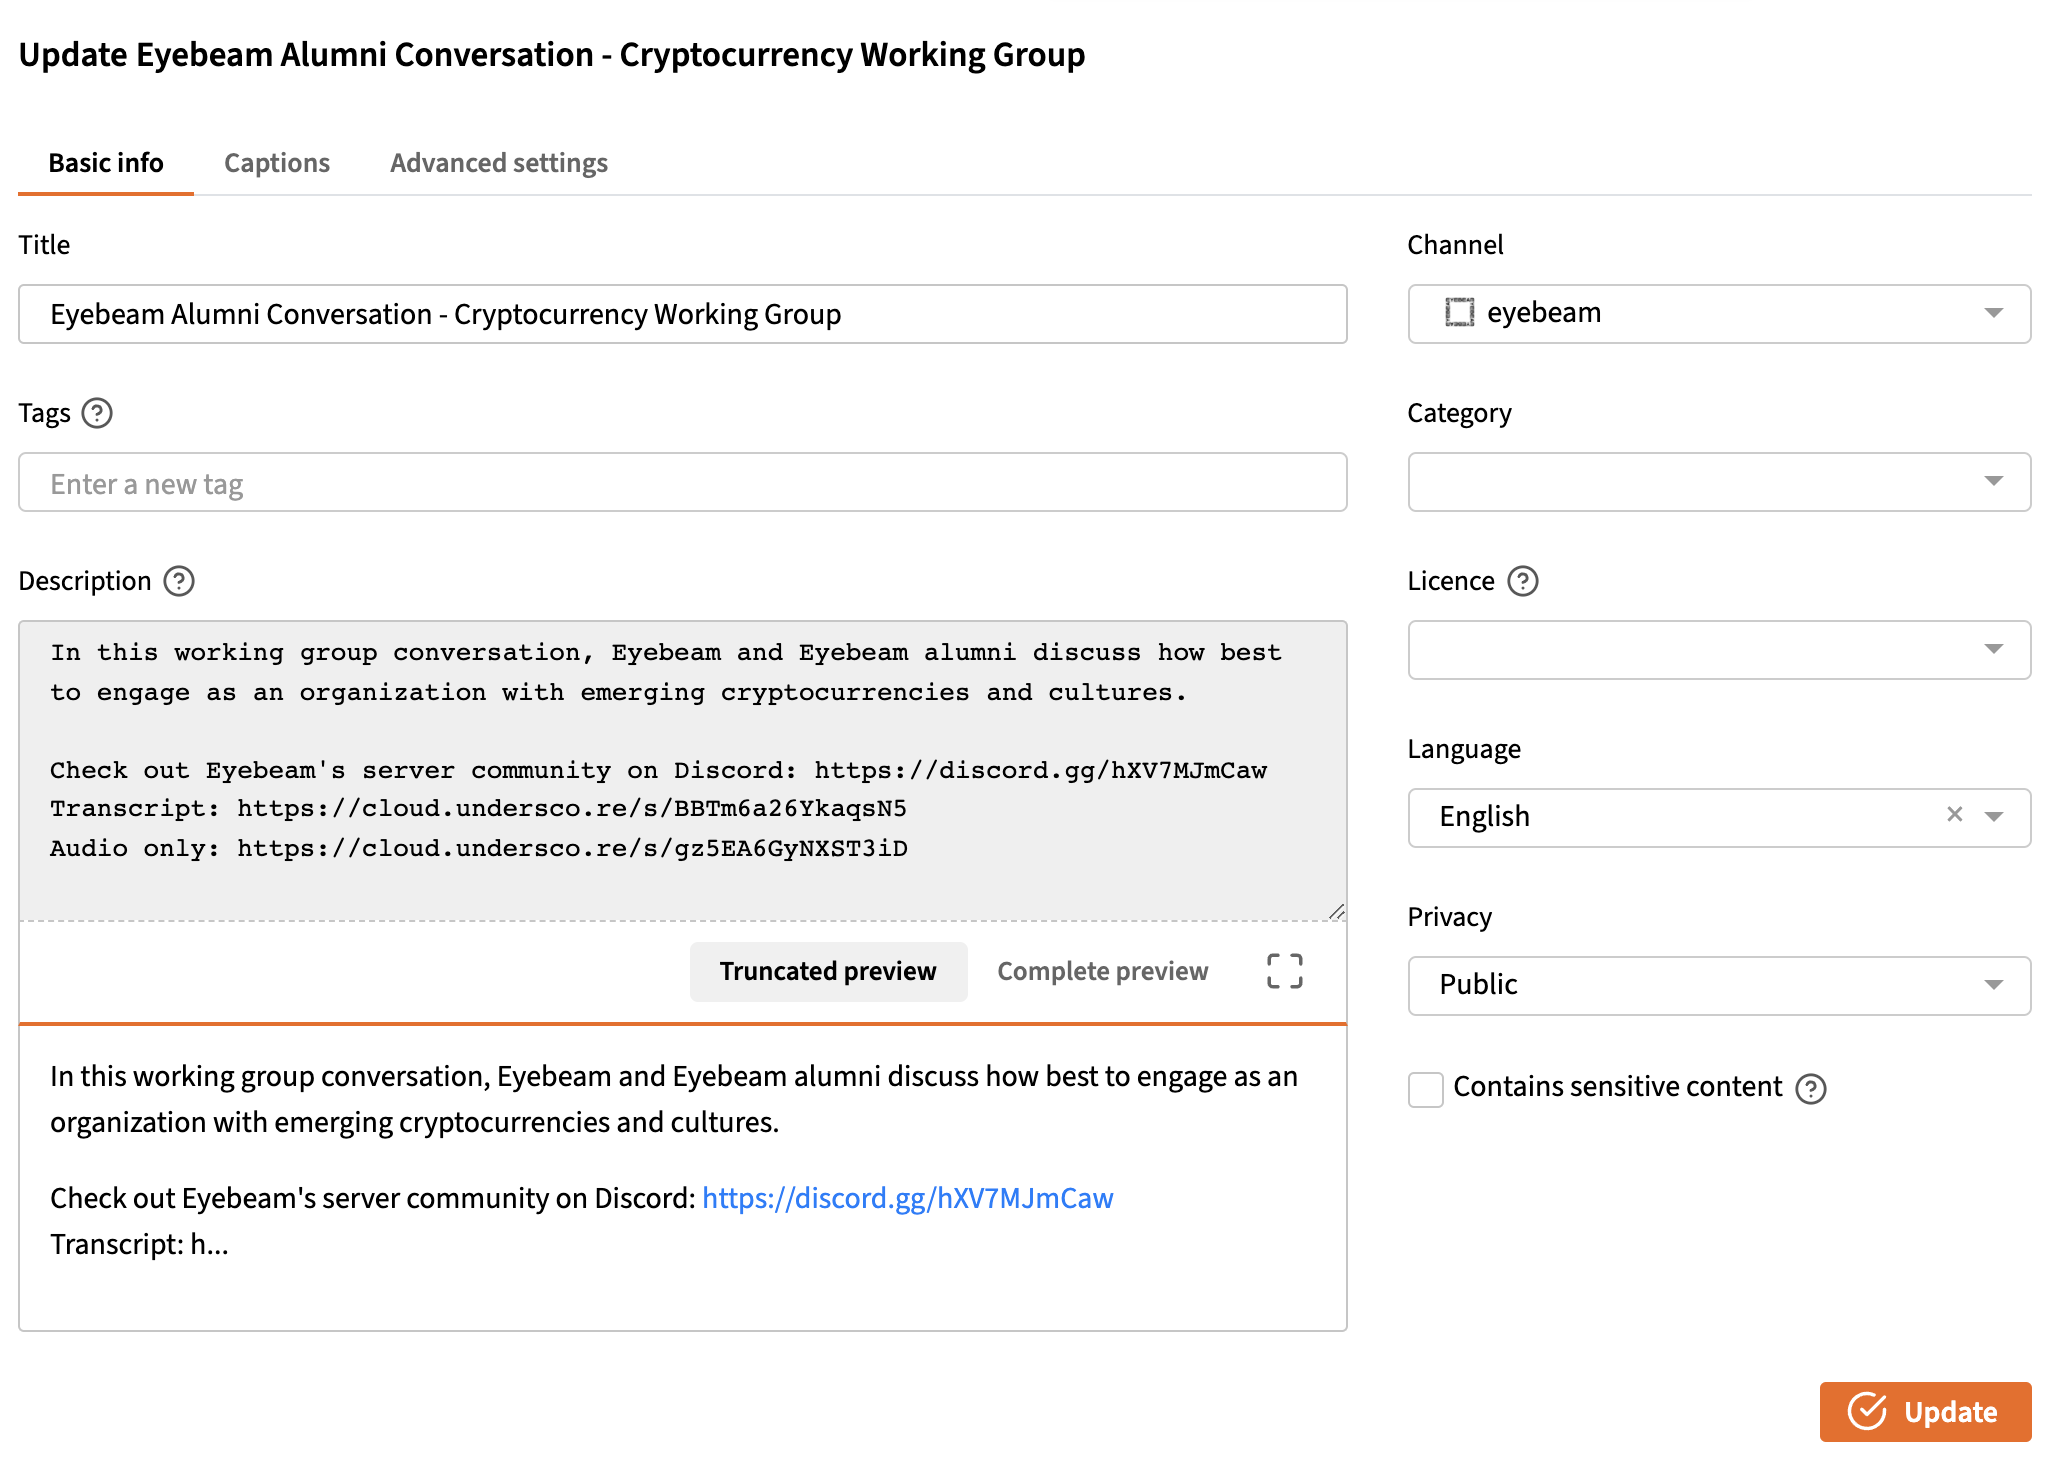 Update Eyebeam Alumni Conversation - Cryptocurrency Working Group
Basic info
Captions
Advanced settings
Title
Eyebeam Alumni Conversation - Cryptocurrency Working Group
Tags
Enter a new tag
Description
In this working group conversation, Eyebeam and Eyebeam alumni discuss how best
to engage as an organization with emerging cryptocurrencies and cultures.
Check out Eyebeam's server community on Discord: https://discord.gg/hXV7MJmCaw
Transcript: https://cloud.undersco.re/s/BBTm6a26YkaqsN5
Audio only: https://cloud.undersco.re/s/gz5EA6GyNXST3iD
Truncated preview
Complete preview
In this working group conversation, Eyebeam and Eyebeam alumni discuss how best to engage as an
organization with emerging cryptocurrencies and cultures.
Check out Eyebeam's server community on Discord: https://discord.gg/hXV7MJmCaw
Transcript: h...
Channel
eyebeam
Category
Licence
Language
English
Privacy
Public
Contains sensitive content
Update